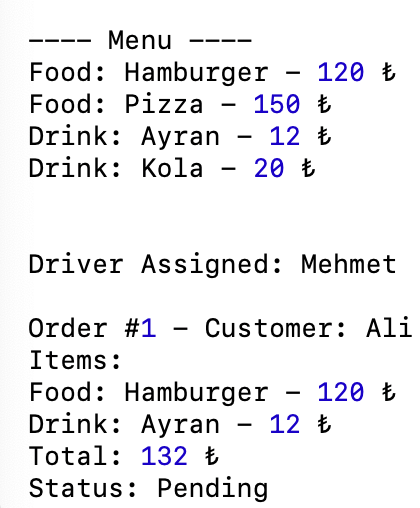 ---- Menu ----
Food: Hamburger - 120 ₺
Food: Pizza - 150 ₺
Drink: Ayran - 12 ₺
Drink: Kola - 20 ₺
Driver Assigned: Mehmet
Order #1 - Customer: Ali
Items:
Food: Hamburger - 120 ₺
Drink: Ayran - 12 ₺
Total: 132 ₺
Status: Pending